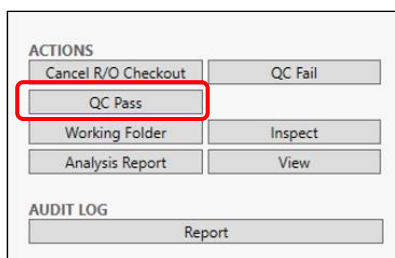 ACTIONS
Cancel R/O Checkout QC Fail
QC Pass
Working Folder Inspect
Analysis Report View
AUDIT LOG
Report